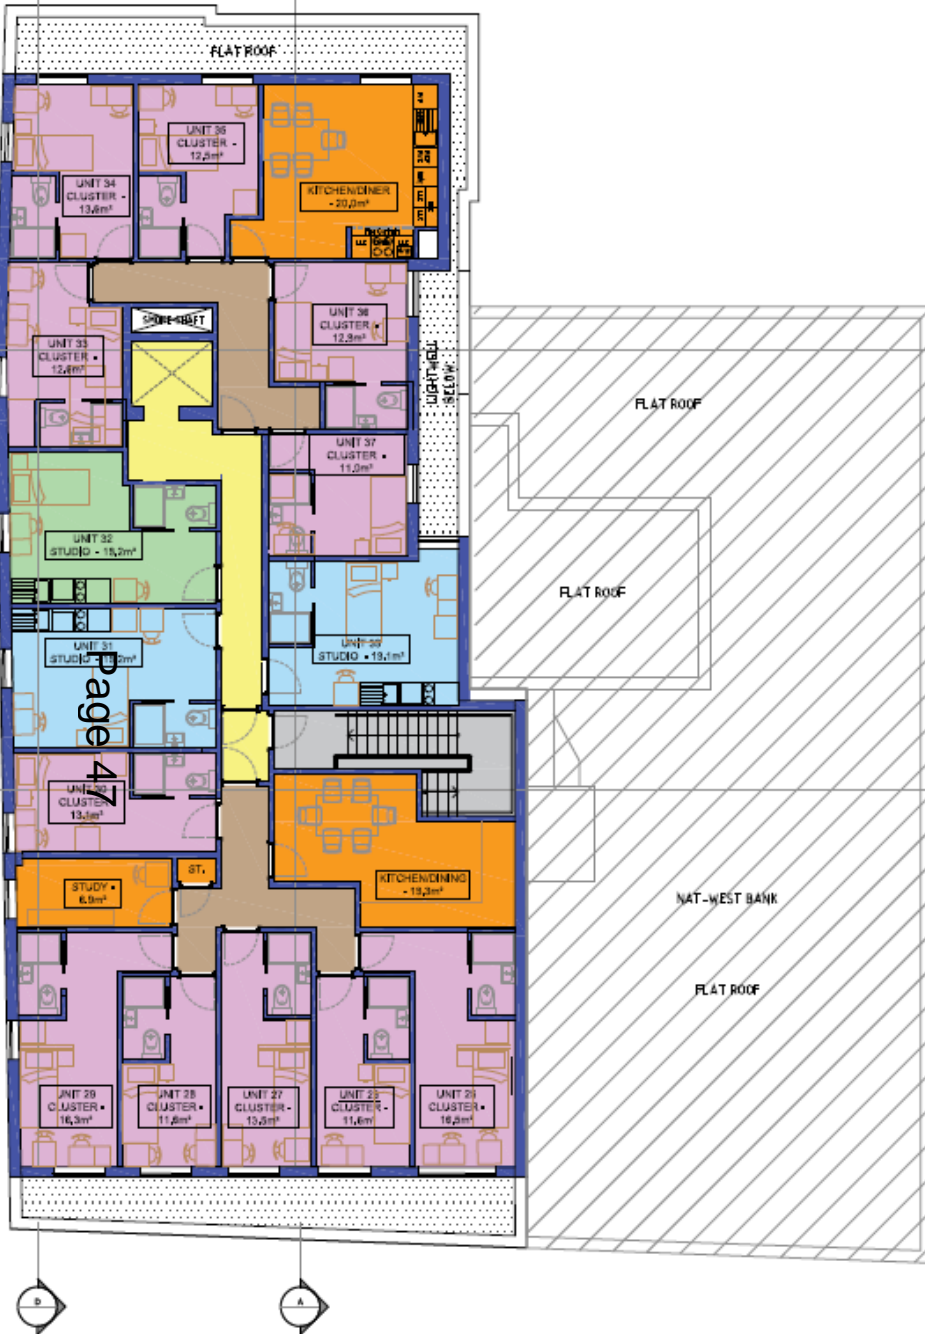 FLAT ROOF
UNIT 35
CLUSTER -
12,5m²
UNIT 34
CLUSTER -
13,6m²
KITCHEN/DINER
- 20,0m²
SMOKE SHAFT
UNIT 36
CLUSTER -
12,9m²
UNIT 33
CLUSTER -
12,6m²
LIGHTWELL
BELOW
FLAT ROOF
UNIT 37
CLUSTER -
11,0m²
UNIT 32
STUDIO - 18,2m²
FLAT ROOF
UNIT 31
STUDIO -
STUDIO - 19,1m²
Page 47
CLUSTER
13,1m²
ST.
STUDY -
6,9m²
KITCHEN/DINING
- 19,3m²
NAT-WEST BANK
FLAT ROOF
UNIT 29
CLUSTER -
16,3m²
UNIT 28
CLUSTER -
11,6m²
UNIT 27
CLUSTER -
13,5m²
UNIT
CLUSTER -
11,6m²
UNIT
CLUSTER -
16,5m²
D
A